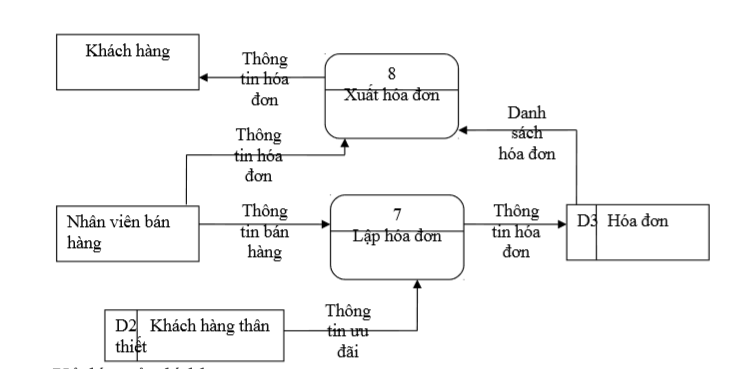 Khách hàng
Thông
tin hóa
đơn
8
Xuất hóa đơn
Danh
sách
hóa đơn
Thông
tin hóa
đơn
Nhân viên bán
hàng
Thông
tin bán
hàng
7
Lập hóa đơn
Thông
tin hóa
đơn
D3 Hóa đơn
D2 Khách hàng thân
thiết
Thông
tin ưu
đãi